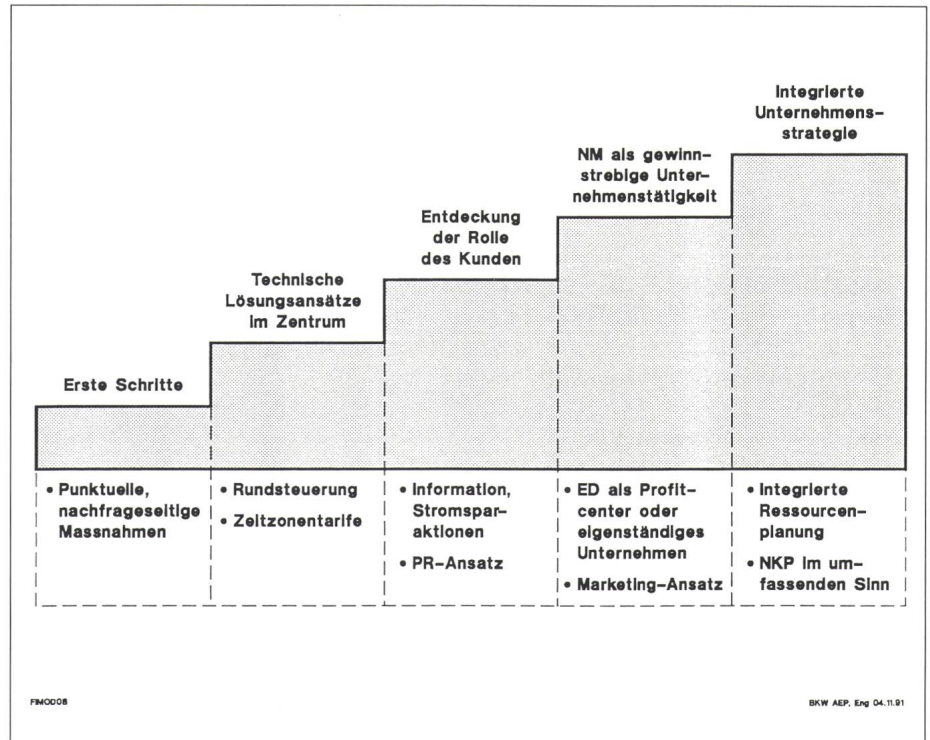 Erste Schritte
Technische
Lösungsansätze
im Zentrum
Entdeckung
der Rolle
des Kunden
NM als gewinn-
strebige Unter-
nehmenstätigkeit
Integrierte
Unternehmens-
strategie
• Punktuelle,
nachfrageseitige
Massnahmen
• Rundsteuerung
• Zeitzonentarife
• Information,
Stromspar-
aktionen
• PR-Ansatz
• ED als Profit-
center oder
eigenständiges
Unternehmen
• Marketing-Ansatz
• Integrierte
Ressourcen-
planung
• NKP im um-
fassenden Sinn
FIMOD08
BKW AEP, Eng 04.11.91